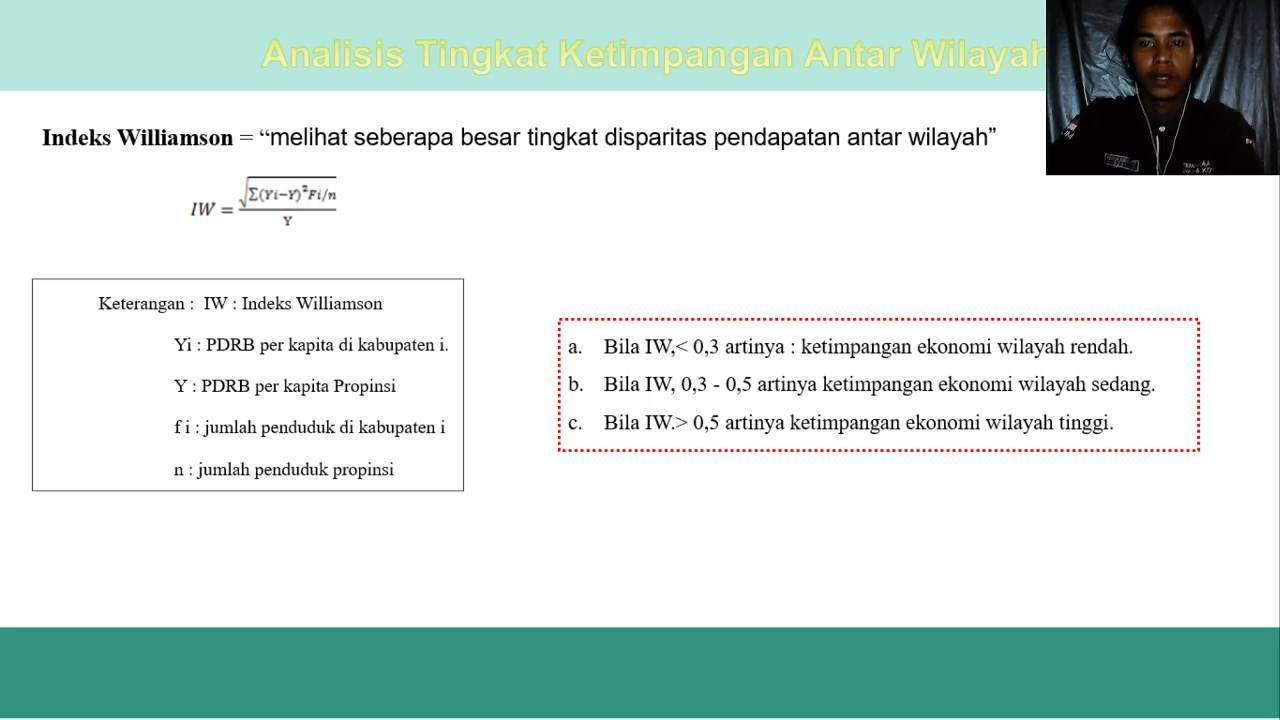 Analisis Tingkat Ketimpangan Antar Wilayah
Indeks Williamson = “melihat seberapa besar tingkat disparitas pendapatan antar wilayah”
IW = √Σ(Yi−Y)²Fi/n
Y
Keterangan : IW : Indeks Williamson
Yi : PDRB per kapita di kabupaten i.
Y : PDRB per kapita Propinsi
f i : jumlah penduduk di kabupaten i
n : jumlah penduduk propinsi
a. Bila IW,< 0,3 artinya : ketimpangan ekonomi wilayah rendah.
b. Bila IW, 0,3 - 0,5 artinya ketimpangan ekonomi wilayah sedang.
c. Bila IW.> 0,5 artinya ketimpangan ekonomi wilayah tinggi.